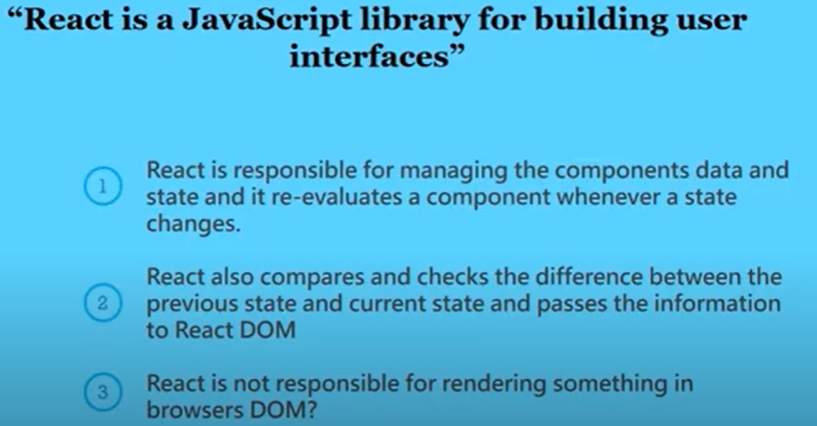 “React is a JavaScript library for building user
interfaces”
1
React is responsible for managing the components data and
state and it re-evaluates a component whenever a state
changes.
2
React also compares and checks the difference between the
previous state and current state and passes the information
to React DOM
3
React is not responsible for rendering something in
browsers DOM?